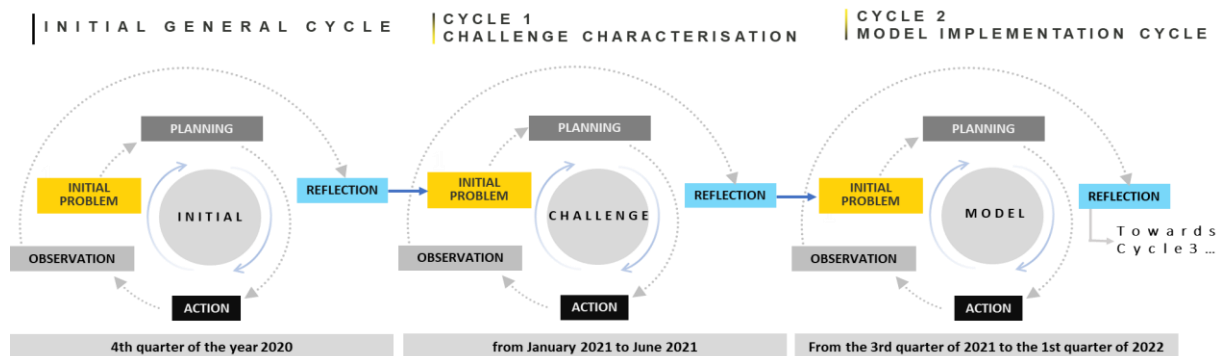 INITIAL GENERAL CYCLE
PLANNING
INITIAL
PROBLEM
REFLECTION
INITIAL
OBSERVATION
ACTION
4th quarter of the year 2020
CYCLE 1
CHALLENGE CHARACTERISATION
PLANNING
INITIAL
PROBLEM
REFLECTION
CHALLENGE
OBSERVATION
ACTION
from January 2021 to June 2021
CYCLE 2
MODEL IMPLEMENTATION CYCLE
PLANNING
INITIAL
PROBLEM
REFLECTION
MODEL
Towards
Cycle3...
OBSERVATION
ACTION
From the 3rd quarter of 2021 to the 1st quarter of 2022